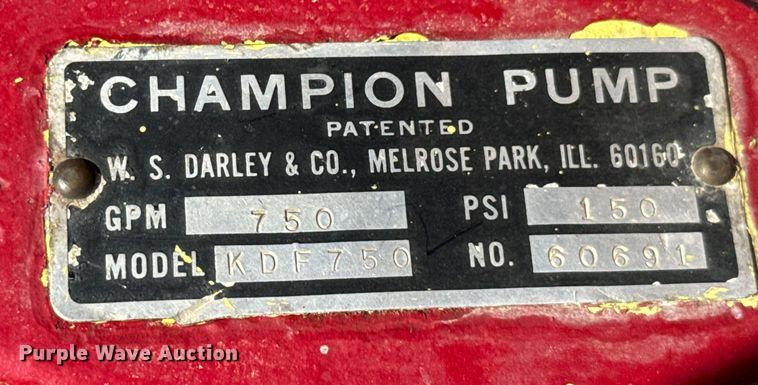 CHAMPION PUMP
PATENTED
W. S. DARLEY & CO., MELROSE PARK, ILL. 60160
GPM 750 PSI 150
MODEL KDF750 NO. 60691
Purple Wave Auction